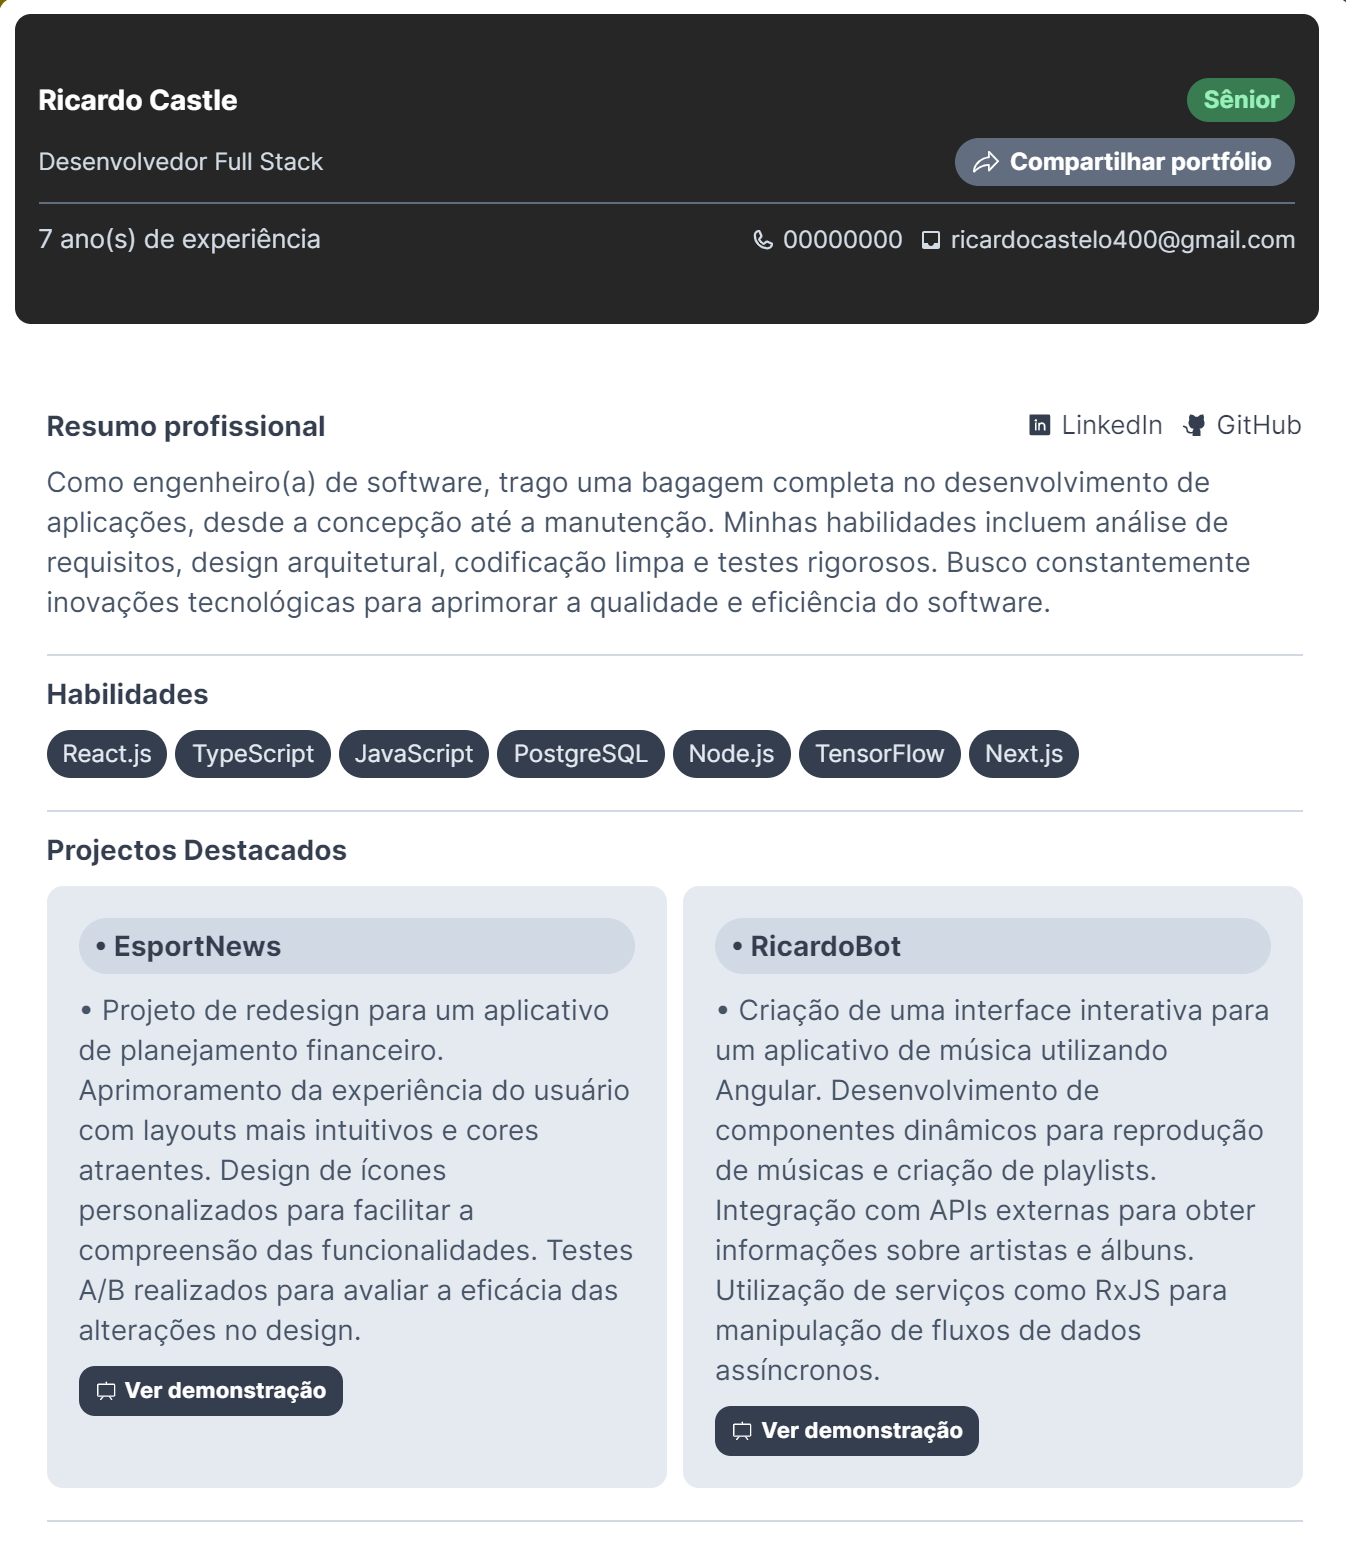 Ricardo Castle
Sênior
Desenvolvedor Full Stack
Compartilhar portfólio
7 ano(s) de experiência
00000000
ricardocastelo400@gmail.com
Resumo profissional
LinkedIn
GitHub
Como engenheiro(a) de software, trago uma bagagem completa no desenvolvimento de
aplicações, desde a concepção até a manutenção. Minhas habilidades incluem análise de
requisitos, design arquitetural, codificação limpa e testes rigorosos. Busco constantemente
inovações tecnológicas para aprimorar a qualidade e eficiência do software.
Habilidades
React.js TypeScript JavaScript PostgreSQL Node.js TensorFlow Next.js
Projectos Destacados
• EsportNews
• Projeto de redesign para um aplicativo
de planejamento financeiro.
Aprimoramento da experiência do usuário
com layouts mais intuitivos e cores
atraentes. Design de ícones
personalizados para facilitar a
compreensão das funcionalidades. Testes
A/B realizados para avaliar a eficácia das
alterações no design.
Ver demonstração
• RicardoBot
• Criação de uma interface interativa para
um aplicativo de música utilizando
Angular. Desenvolvimento de
componentes dinâmicos para reprodução
de músicas e criação de playlists.
Integração com APIs externas para obter
informações sobre artistas e álbuns.
Utilização de serviços como RxJS para
manipulação de fluxos de dados
assíncronos.
Ver demonstração